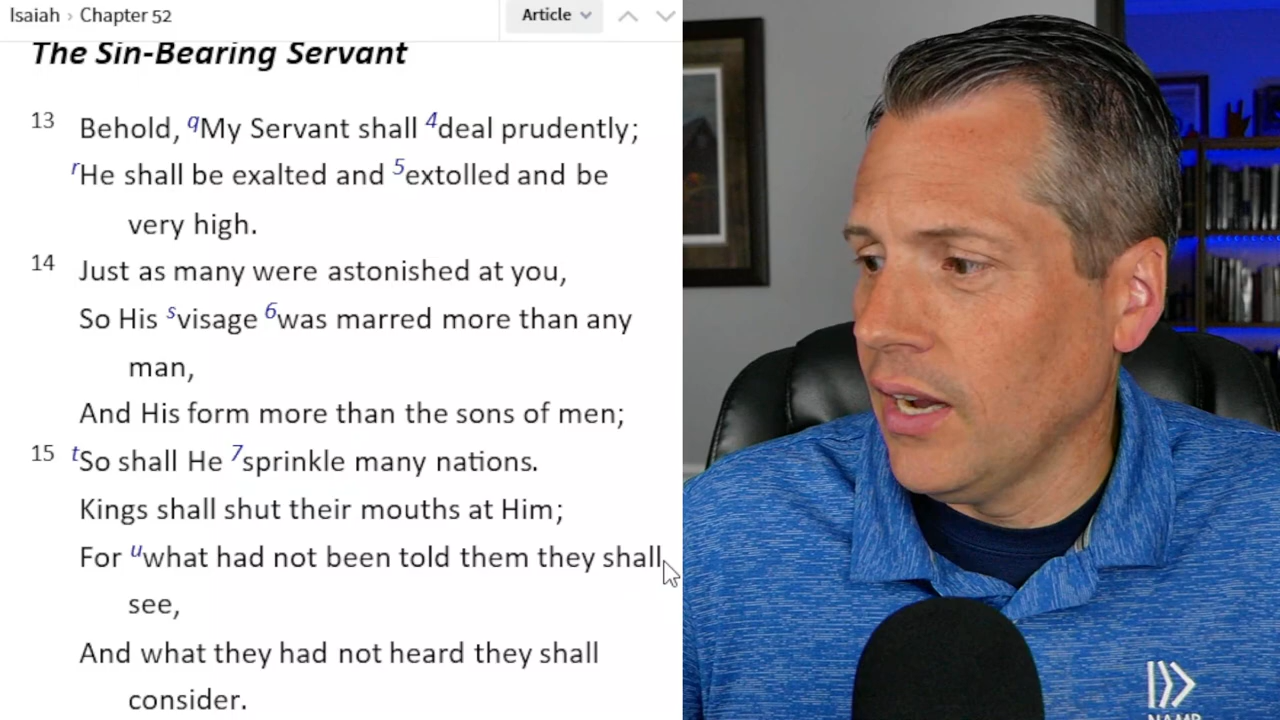 Isaiah › Chapter 52
Article
The Sin-Bearing Servant
13 Behold, qMy Servant shall 4deal prudently;
rHe shall be exalted and 5extolled and be
very high.
14 Just as many were astonished at you,
So His svisage 6was marred more than any
man,
And His form more than the sons of men;
15 tSo shall He 7sprinkle many nations.
Kings shall shut their mouths at Him;
For uwhat had not been told them they shall
see,
And what they had not heard they shall
consider.
NAMB